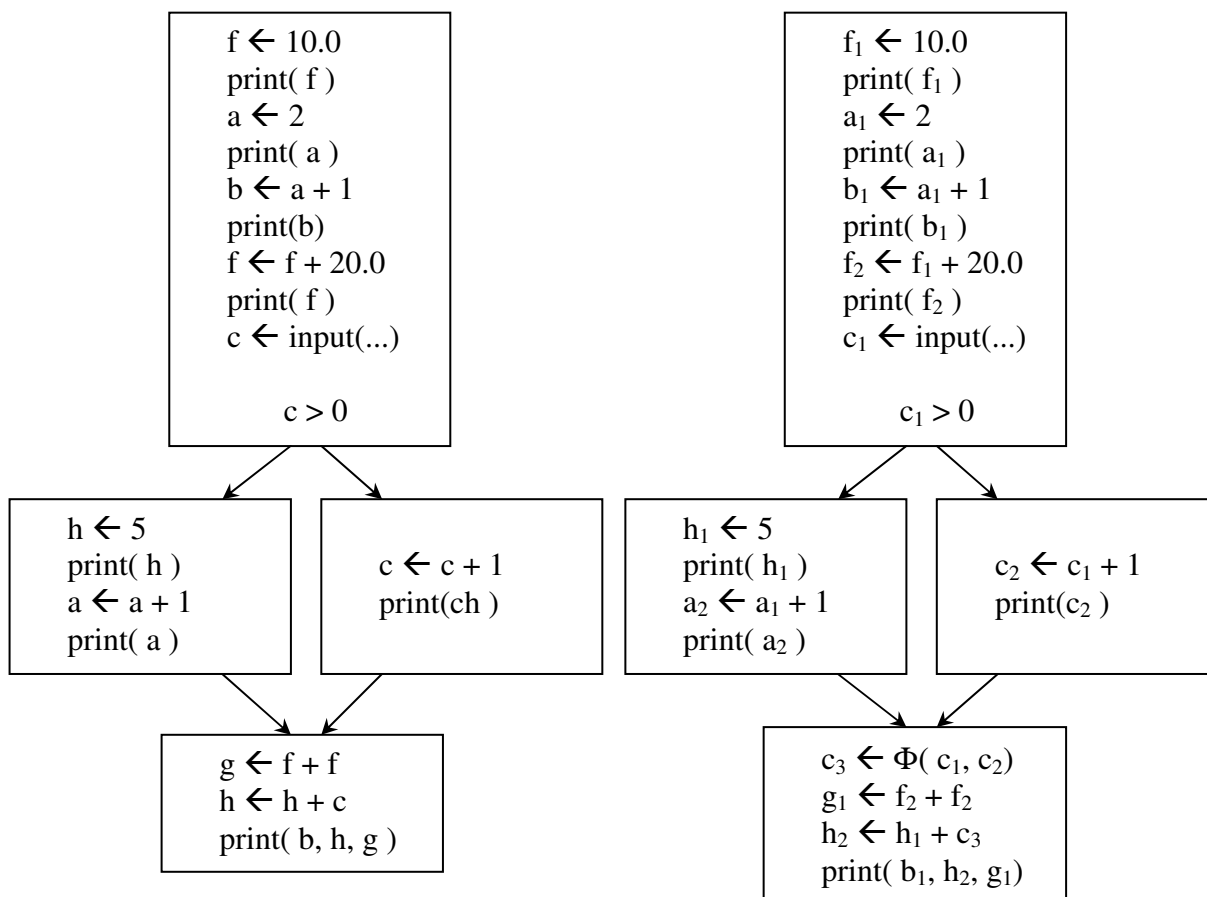 f ← 10.0
print( f )
a ← 2
print( a )
b ← a + 1
print(b)
f ← f + 20.0
print( f )
c ← input(...)
c > 0
h ← 5
print( h )
a ← a + 1
print( a )
c ← c + 1
print(ch )
g ← f + f
h ← h + c
print( b, h, g )
f₁ ← 10.0
print( f₁ )
a₁ ← 2
print( a₁ )
b₁ ← a₁ + 1
print( b₁ )
f₂ ← f₁ + 20.0
print( f₂ )
c₁ ← input(...)
c₁ > 0
h₁ ← 5
print( h₁ )
a₂ ← a₁ + 1
print( a₂ )
c₂ ← c₁ + 1
print(c₂ )
c₃ ← Φ( c₁, c₂)
g₁ ← f₂ + f₂
h₂ ← h₁ + c₃
print( b₁, h₂, g₁)